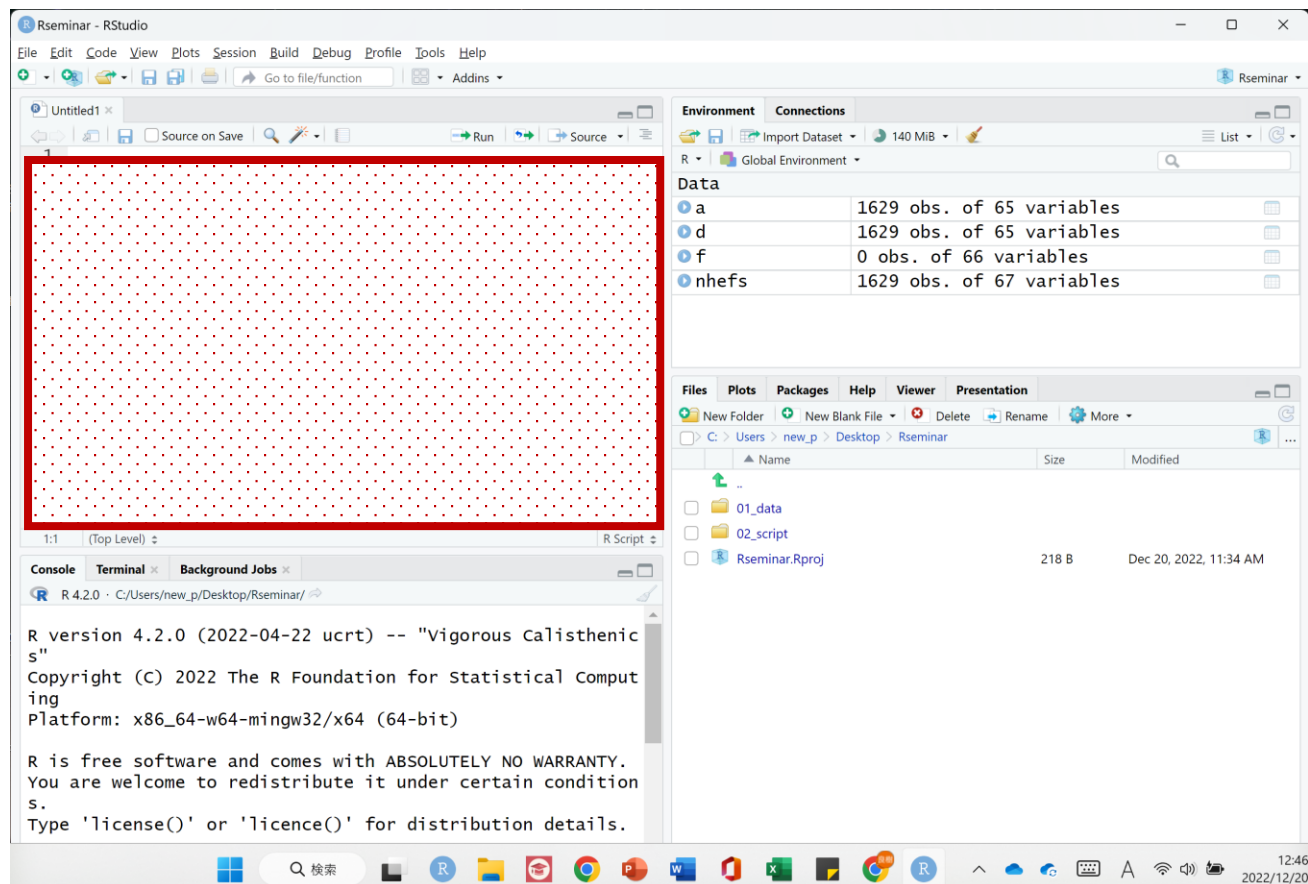 Rseminar - RStudio
File Edit Code View Plots Session Build Debug Profile Tools Help
Go to file/function Addins Rseminar
Untitled1
Source on Save Run Source
1
1:1 (Top Level) R Script
Console Terminal Background Jobs
R 4.2.0 · C:/Users/new_p/Desktop/Rseminar/
R version 4.2.0 (2022-04-22 ucrt) -- "Vigorous Calisthenic
s"
Copyright (C) 2022 The R Foundation for Statistical Comput
ing
Platform: x86_64-w64-mingw32/x64 (64-bit)
R is free software and comes with ABSOLUTELY NO WARRANTY.
You are welcome to redistribute it under certain condition
s.
Type 'license()' or 'licence()' for distribution details.
Environment Connections
Import Dataset 140 MiB List
R Global Environment
Data
a 1629 obs. of 65 variables
d 1629 obs. of 65 variables
f 0 obs. of 66 variables
nhefs 1629 obs. of 67 variables
Files Plots Packages Help Viewer Presentation
New Folder New Blank File Delete Rename More
C: > Users > new_p > Desktop > Rseminar ...
Name Size Modified
..
01_data
02_script
Rseminar.Rproj 218 B Dec 20, 2022, 11:34 AM
検索 A 12:46
2022/12/20